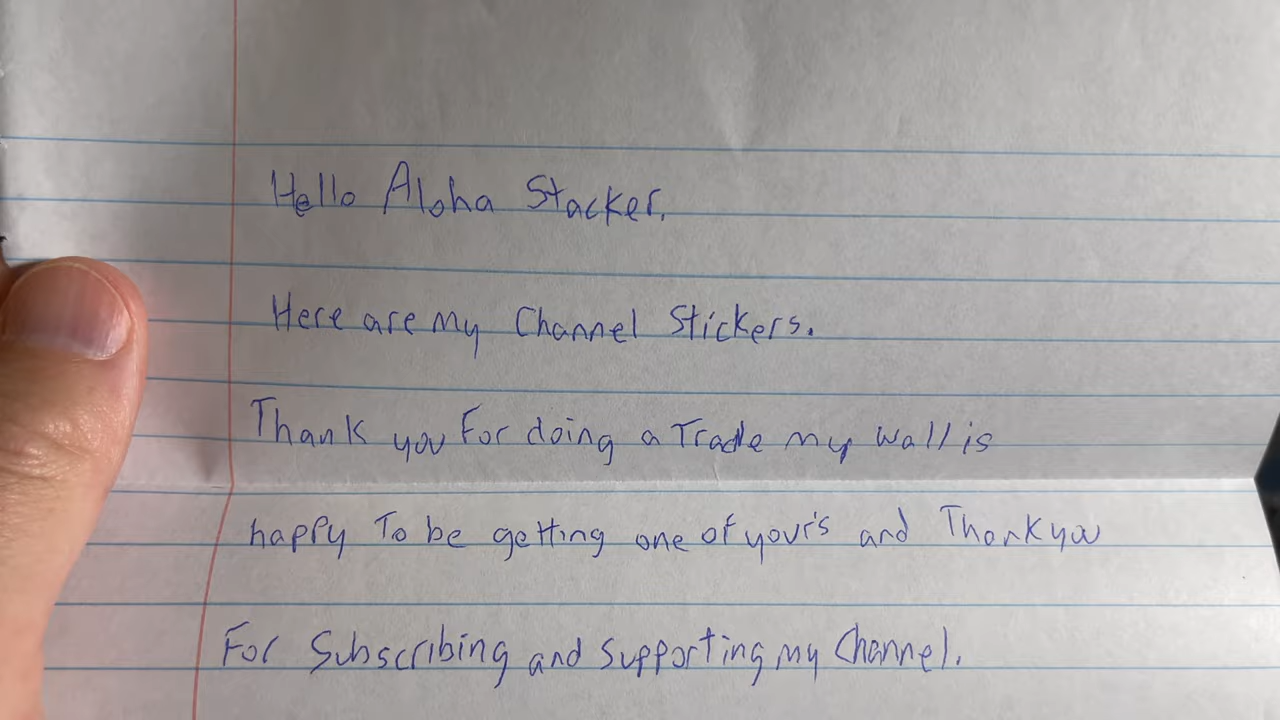 Hello Aloha Stacker.
Here are my Channel Stickers.
Thank you For doing a Trade my wall is
happy To be getting one of your's and Thank you
For Subscribing and Supporting my Channel.